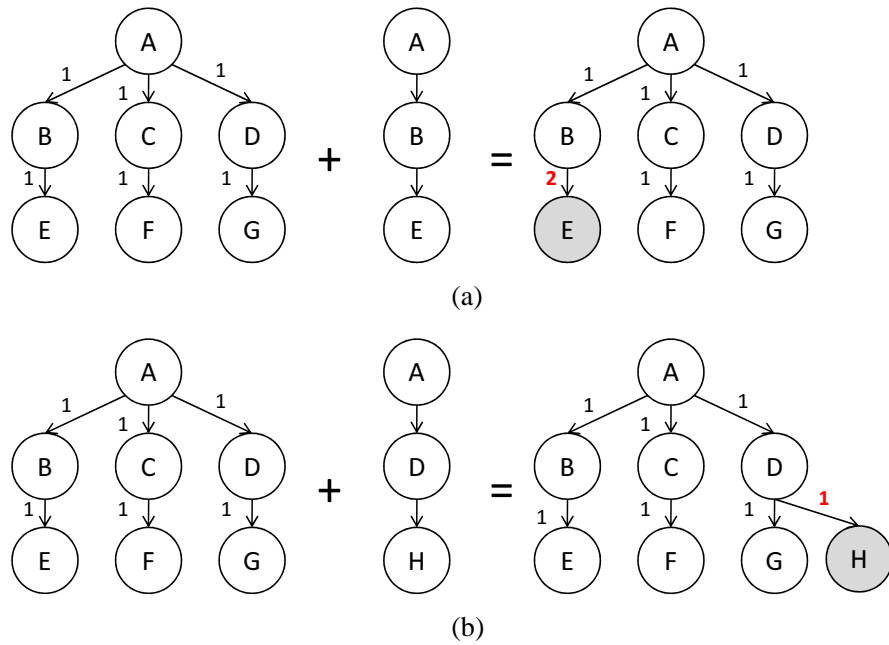 A A A
1 1 1 1 1 1
B C D + B = B C D
1 1 1 2 1 1
E F G E E F G
(a)
A A A
1 1 1 1 1 1
B C D + D = B C D
1 1 1 1 1 1 1
E F G H E F G H
(b)